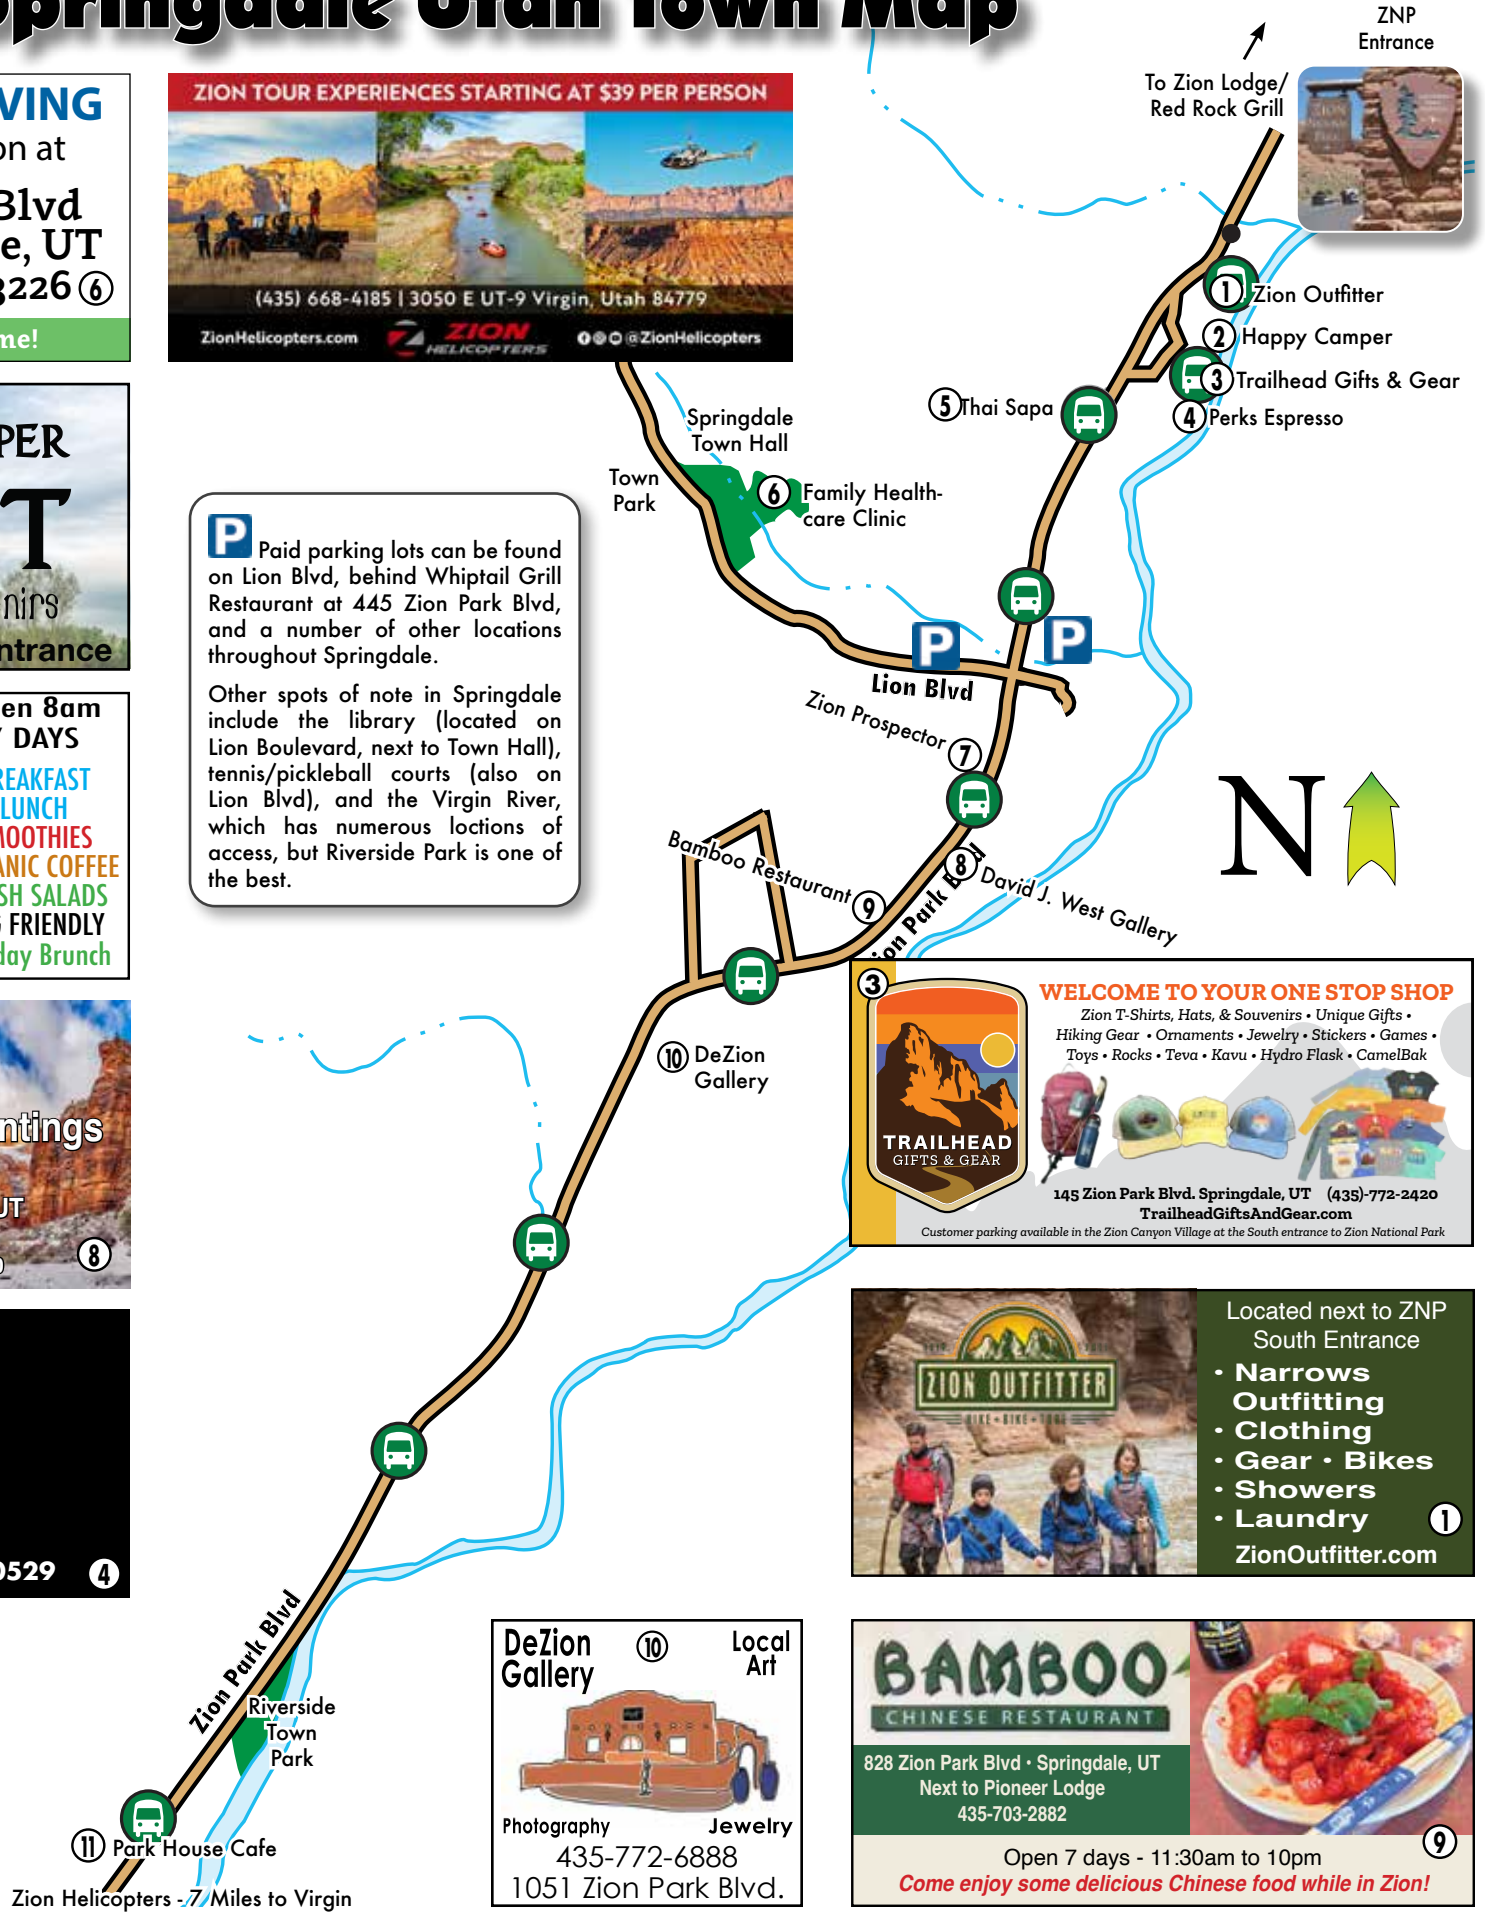 Springdale Utah Town Map
ZNP
Entrance
To Zion Lodge/
Red Rock Grill
VING
on at
Blvd
e, UT
3226 6
me!
ZION TOUR EXPERIENCES STARTING AT $39 PER PERSON
(435) 668-4185 | 3050 E UT-9 Virgin, Utah 84779
ZionHelicopters.com
ZION
HELICOPTERS
@ZionHelicopters
1 Zion Outfitter
2 Happy Camper
3 Trailhead Gifts & Gear
4 Perks Espresso
5 Thai Sapa
Springdale
Town Hall
Town
Park
6 Family Health-
care Clinic
PER
T
nirs
ntrance
P Paid parking lots can be found
on Lion Blvd, behind Whiptail Grill
Restaurant at 445 Zion Park Blvd,
and a number of other locations
throughout Springdale.
Other spots of note in Springdale
include the library (located on
Lion Boulevard, next to Town Hall),
tennis/pickleball courts (also on
Lion Blvd), and the Virgin River,
which has numerous loctions of
access, but Riverside Park is one of
the best.
P
P
Lion Blvd
Zion Prospector 7
en 8am
Y DAYS
REAKFAST
LUNCH
MOOTHIES
ANIC COFFEE
SH SALADS
G FRIENDLY
day Brunch
N
Bamboo Restaurant 9
8 David J. West Gallery
ion Park B d
10 DeZion
Gallery
3
TRAILHEAD
GIFTS & GEAR
WELCOME TO YOUR ONE STOP SHOP
Zion T-Shirts, Hats, & Souvenirs • Unique Gifts •
Hiking Gear • Ornaments • Jewelry • Stickers • Games •
Toys • Rocks • Teva • Kavu • Hydro Flask • CamelBak
145 Zion Park Blvd. Springdale, UT (435)-772-2420
TrailheadGiftsAndGear.com
Customer parking available in the Zion Canyon Village at the South entrance to Zion National Park
ntings
UT
8
0529 4
ZION OUTFITTER
Located next to ZNP
South Entrance
• Narrows
Outfitting
• Clothing
• Gear • Bikes
• Showers
• Laundry 1
ZionOutfitter.com
Zion Park Blvd
Riverside
Town
Park
11 Park House Cafe
Zion Helicopters - 7 Miles to Virgin
DeZion
Gallery
10
Local
Art
Photography
Jewelry
435-772-6888
1051 Zion Park Blvd.
BAMBOO
CHINESE RESTAURANT
828 Zion Park Blvd • Springdale, UT
Next to Pioneer Lodge
435-703-2882
9
Open 7 days - 11:30am to 10pm
Come enjoy some delicious Chinese food while in Zion!